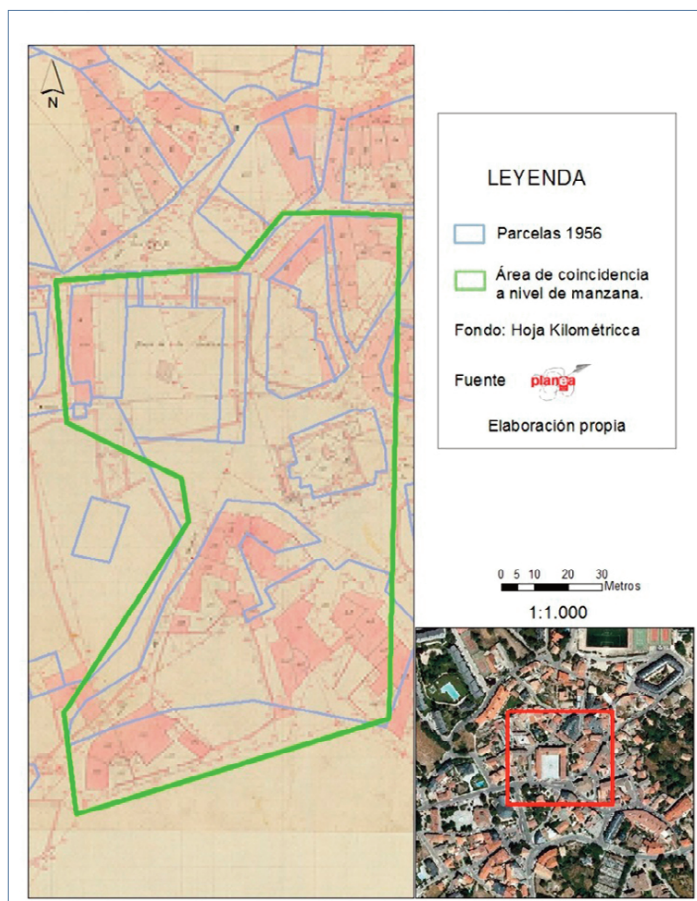 N
LEYENDA
Parcelas 1956
Área de coincidencia
a nivel de manzana.
Fondo: Hoja Kilométricca
Fuente planea
Elaboración propia
0 5 10 20 30
Metros
1:1.000